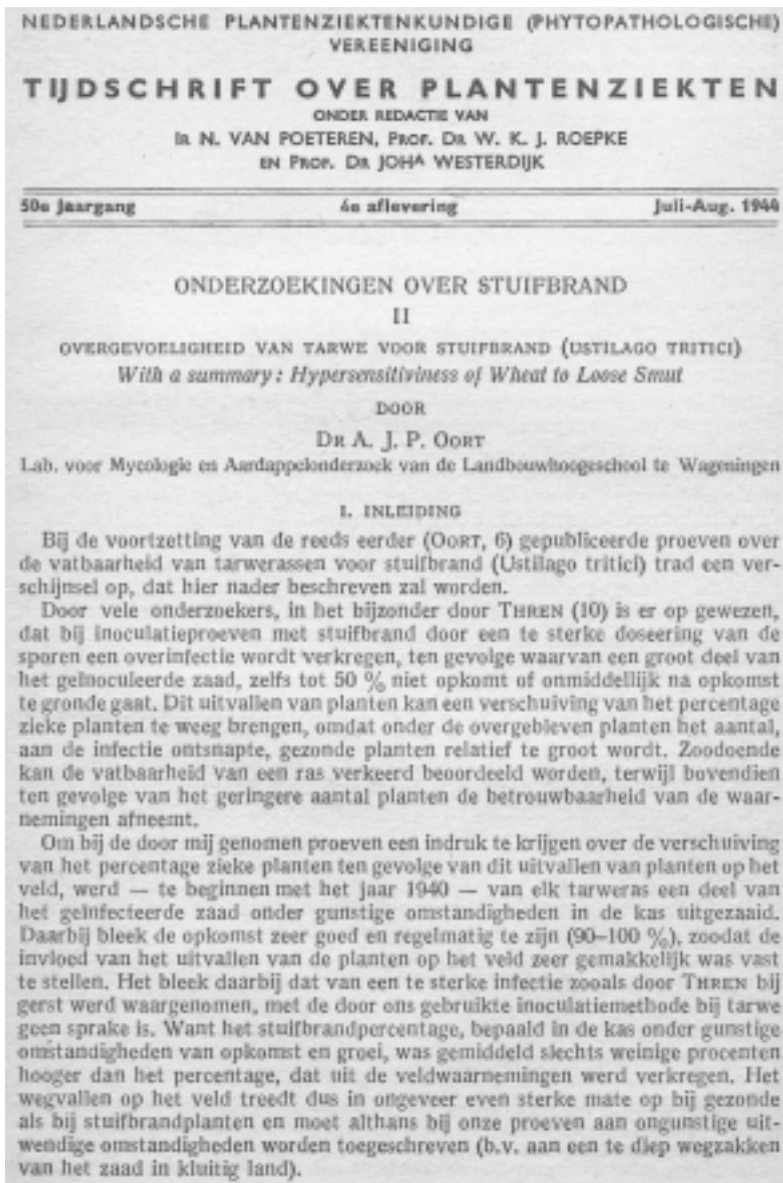 NEDERLANDSCHE PLANTENZIEKTENKUNDIGE (PHYTOPATHOLOGISCHE)
VEREENIGING
TIJDSCHRIFT OVER PLANTENZIEKTEN
ONDER REDACTIE VAN
IR N. VAN POETEREN, PROF. DR W. K. J. ROEPKE
EN PROF. DR JOHA WESTERDIJK
50e Jaargang 4e aflevering Juli-Aug. 1944
ONDERZOEKINGEN OVER STUIFBRAND
II
OVERGEVOELIGHEID VAN TARWE VOOR STUIFBRAND (USTILAGO TRITICI)
With a summary: Hypersensitiviness of Wheat to Loose Smut
DOOR
DR A. J. P. OORT
Lab. voor Mycologie en Aardappelonderzoek van de Landbouwhoogeschool te Wageningen
I. INLEIDING
Bij de voortzetting van de reeds eerder (OORT, 6) gepubliceerde proeven over
de vatbaarheid van tarwerassen voor stuifbrand (Ustilago tritici) trad een ver-
schijnsel op, dat hier nader beschreven zal worden.
Door vele onderzoekers, in het bijzonder door THREN (10) is er op gewezen,
dat bij inoculatieproeven met stuifbrand door een te sterke doseering van de
sporen een overinfectie wordt verkregen, ten gevolge waarvan een groot deel van
het geïnoculeerde zaad, zelfs tot 50 % niet opkomt of onmiddellijk na opkomst
te gronde gaat. Dit uitvallen van planten kan een verschuiving van het percentage
zieke planten te weeg brengen, omdat onder de overgebleven planten het aantal,
aan de infectie ontsnapte, gezonde planten relatief te groot wordt. Zoodoende
kan de vatbaarheid van een ras verkeerd beoordeeld worden, terwijl bovendien
ten gevolge van het geringere aantal planten de betrouwbaarheid van de waar-
nemingen afneemt.
Om bij de door mij genomen proeven een indruk te krijgen over de verschuiving
van het percentage zieke planten ten gevolge van dit uitvallen van planten op het
veld, werd — te beginnen met het jaar 1940 — van elk tarweras een deel van
het geïnfecteerde zaad onder gunstige omstandigheden in de kas uitgezaaid.
Daarbij bleek de opkomst zeer goed en regelmatig te zijn (90–100 %), zoodat de
invloed van het uitvallen van de planten op het veld zeer gemakkelijk was vast
te stellen. Het bleek daarbij dat van een te sterke infectie zooals door THREN bij
gerst werd waargenomen, met de door ons gebruikte inoculatiemethode bij tarwe
geen sprake is. Want het stuifbrandpercentage, bepaald in de kas onder gunstige
omstandigheden van opkomst en groei, was gemiddeld slechts weinige procenten
hooger dan het percentage, dat uit de veldwaarnemingen werd verkregen. Het
wegvallen op het veld treedt dus in ongeveer even sterke mate op bij gezonde
als bij stuifbrandplanten en moet althans bij onze proeven aan ongunstige uit-
wendige omstandigheden worden toegeschreven (b.v. aan een te diep wegzakken
van het zaad in kluitig land).